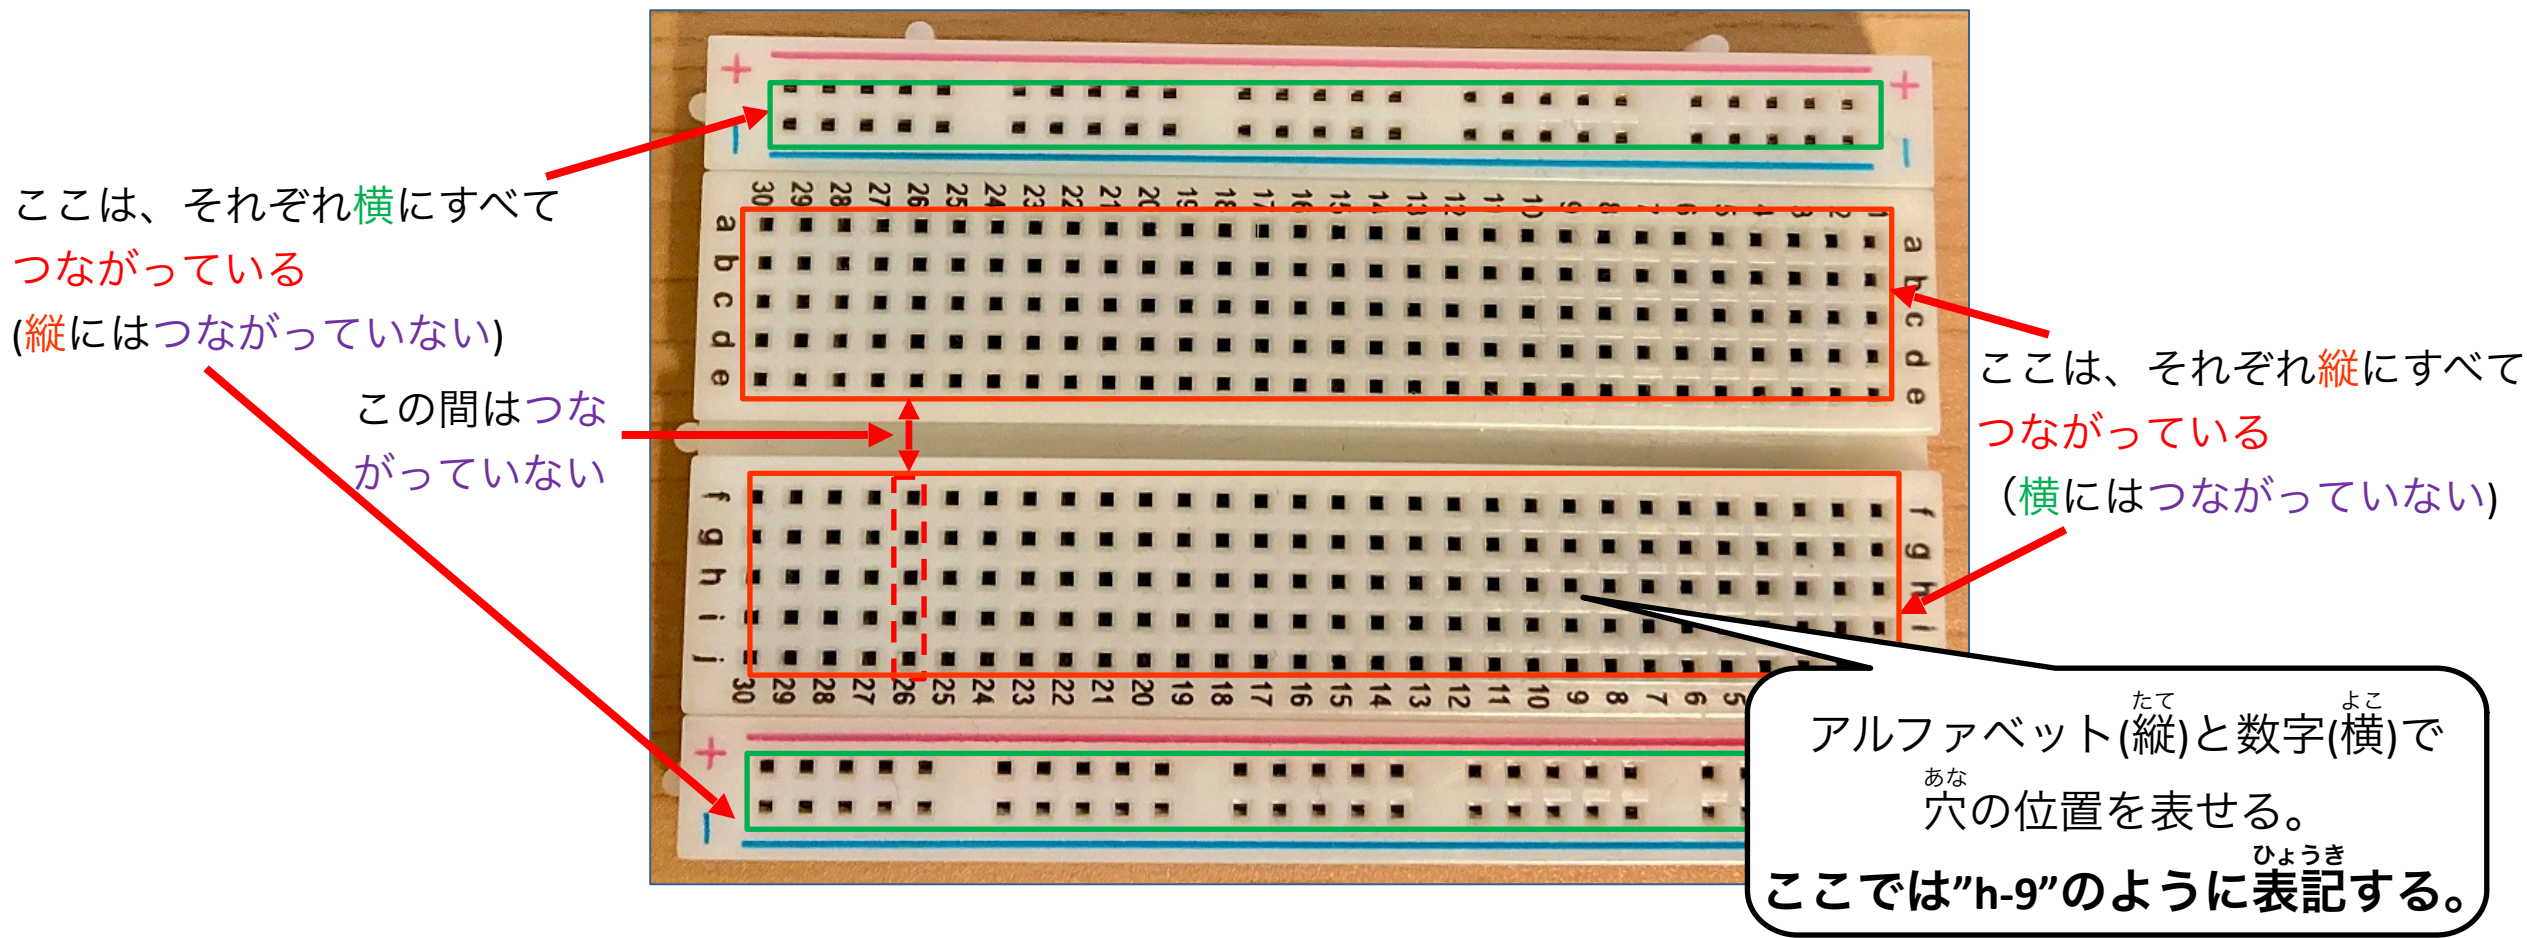 ここは、それぞれ横にすべて
つながっている
(縦にはつながっていない)
この間はつな
がっていない
ここは、それぞれ縦にすべて
つながっている
（横にはつながっていない)
+ +
− −
30 29 28 27 26 25 24 23 22 21 20 19 18 17 16 15 14 13 12 11 10 9 8 7 6 5 4 3 2 1
a a
b b
c c
d d
e e
f f
g g
h h
i i
j
30 29 28 27 26 25 24 23 22 21 20 19 18 17 16 15 14 13 12 11 10 9 8 7 6 5
+
−
たて よこ
アルファベット(縦)と数字(横)で
あな
穴の位置を表せる。
ひょうき
ここでは”h-9”のように表記する。